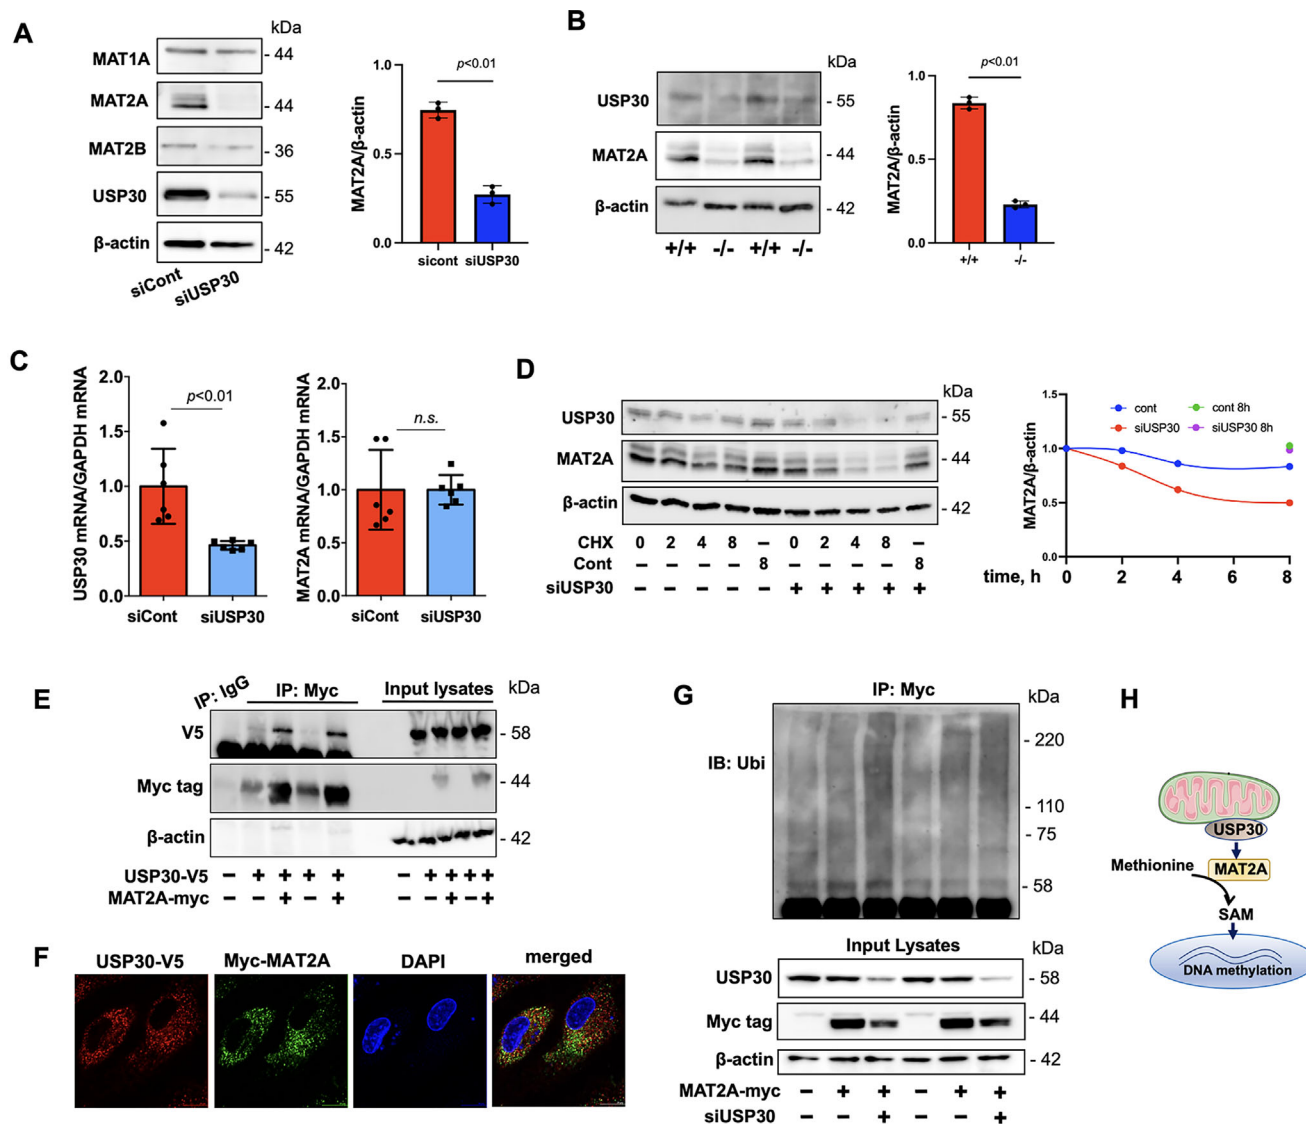 A
kDa
MAT1A
- 44
MAT2A
- 44
MAT2B
- 36
USP30
- 55
β-actin
- 42
siCont
siUSP30
MAT2A/β-actin
1.0
0.5
0.0
p<0.01
sicont siUSP30
B
kDa
USP30
- 55
MAT2A
- 44
β-actin
- 42
+/+ -/- +/+ -/-
MAT2A/β-actin
1.0
0.5
0.0
p<0.01
+/+ -/-
C
USP30 mRNA/GAPDH mRNA
2.0
1.5
1.0
0.5
0.0
p<0.01
siCont siUSP30
MAT2A mRNA/GAPDH mRNA
2.0
1.5
1.0
0.5
0.0
n.s.
siCont siUSP30
D
kDa
USP30
- 55
MAT2A
- 44
β-actin
- 42
CHX 0 2 4 8 – 0 2 4 8 –
Cont – – – – 8 – – – – 8
siUSP30 – – – – – + + + + +
MAT2A/β-actin
1.5
1.0
0.5
0.0
cont cont 8h
siUSP30 siUSP30 8h
time, h 0 2 4 6 8
E
IP: IgG IP: Myc Input lysates kDa
V5
- 58
Myc tag
- 44
β-actin
- 42
USP30-V5 – + + + + – + + + +
MAT2A-myc – – + – + – – + – +
F
USP30-V5 Myc-MAT2A DAPI merged
G
IP: Myc
kDa
IB: Ubi
- 220
- 110
- 75
- 58
Input Lysates
kDa
USP30
- 58
Myc tag
- 44
β-actin
- 42
MAT2A-myc – + + – + +
siUSP30 – – + – – +
H
USP30
Methionine
MAT2A
SAM
DNA methylation